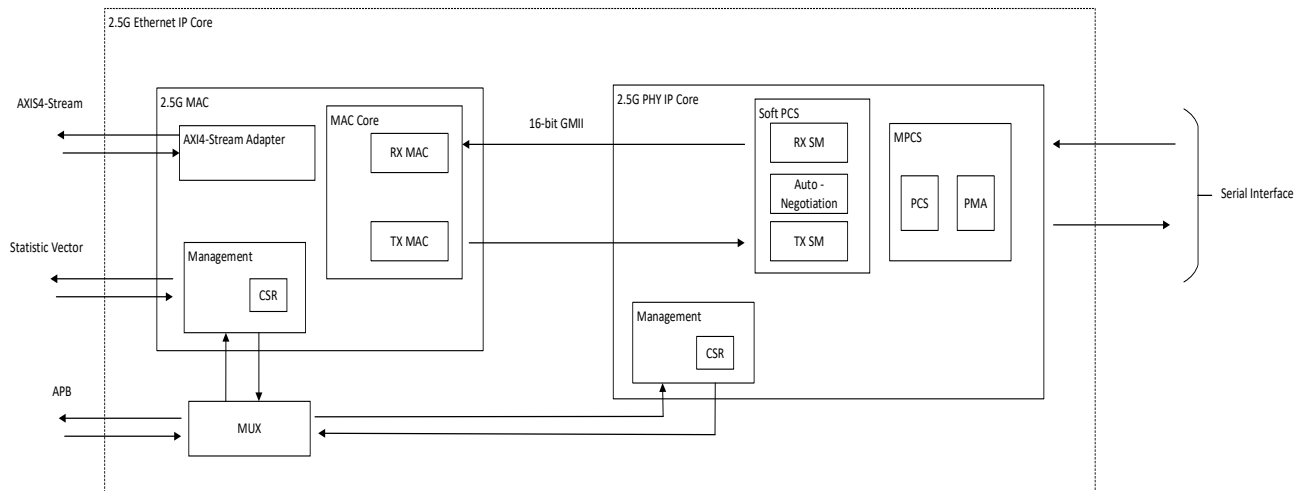 2.5G Ethernet IP Core
AXIS4-Stream
2.5G MAC
AXI4-Stream Adapter
MAC Core
RX MAC
TX MAC
16-bit GMII
2.5G PHY IP Core
Soft PCS
RX SM
Auto -
Negotiation
TX SM
MPCS
PCS
PMA
Serial Interface
Statistic Vector
Management
CSR
Management
CSR
APB
MUX